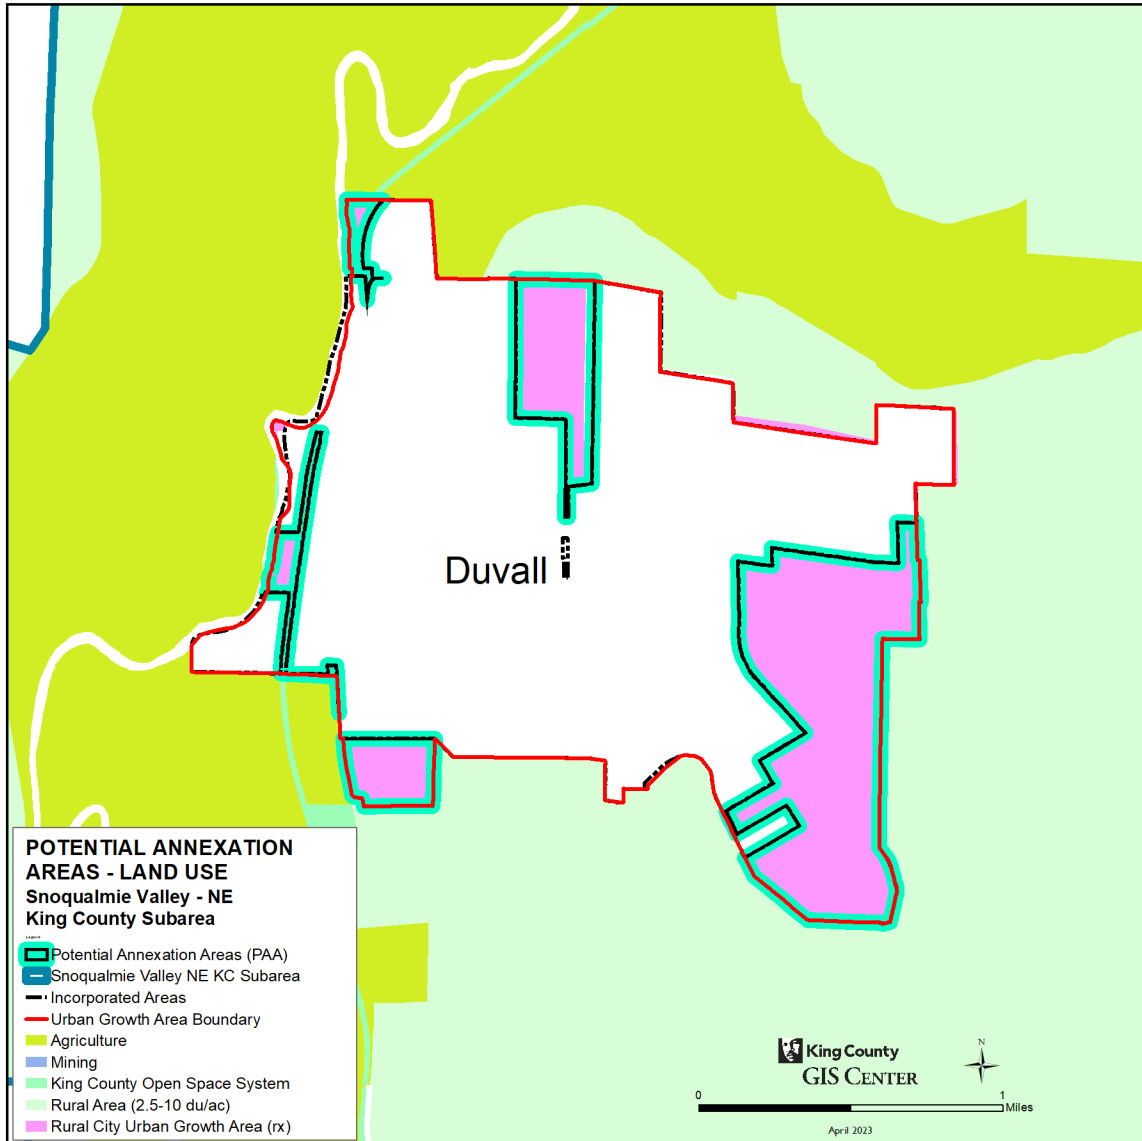 Duvall
POTENTIAL ANNEXATION
AREAS - LAND USE
Snoqualmie Valley - NE
King County Subarea
Legend
Potential Annexation Areas (PAA)
Snoqualmie Valley NE KC Subarea
Incorporated Areas
Urban Growth Area Boundary
Agriculture
Mining
King County Open Space System
Rural Area (2.5-10 du/ac)
Rural City Urban Growth Area (rx)
King County
GIS CENTER
N
0 1
Miles
April 2023